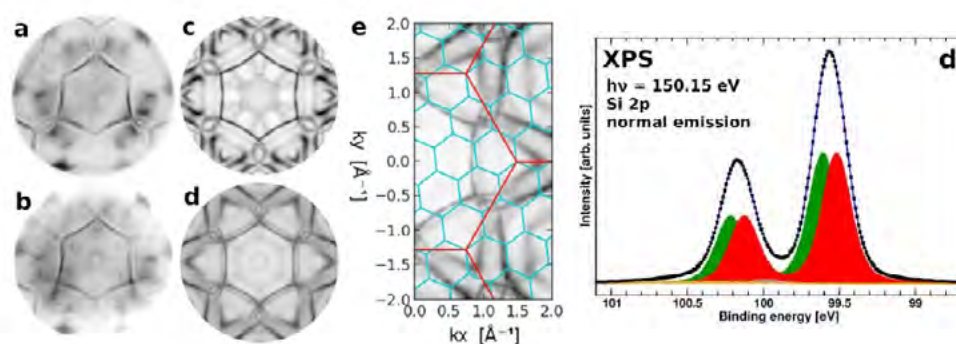 a
c
b
d
e
2.0
1.5
1.0
0.5
0.0
−0.5
−1.0
−1.5
−2.0
ky [Å⁻¹]
0.0 0.5 1.0 1.5 2.0
kx [Å⁻¹]
XPS
d
hν = 150.15 eV
Si 2p
normal emission
Intensity [arb. units]
101 100.5 100 99.5 99
Binding energy [eV]